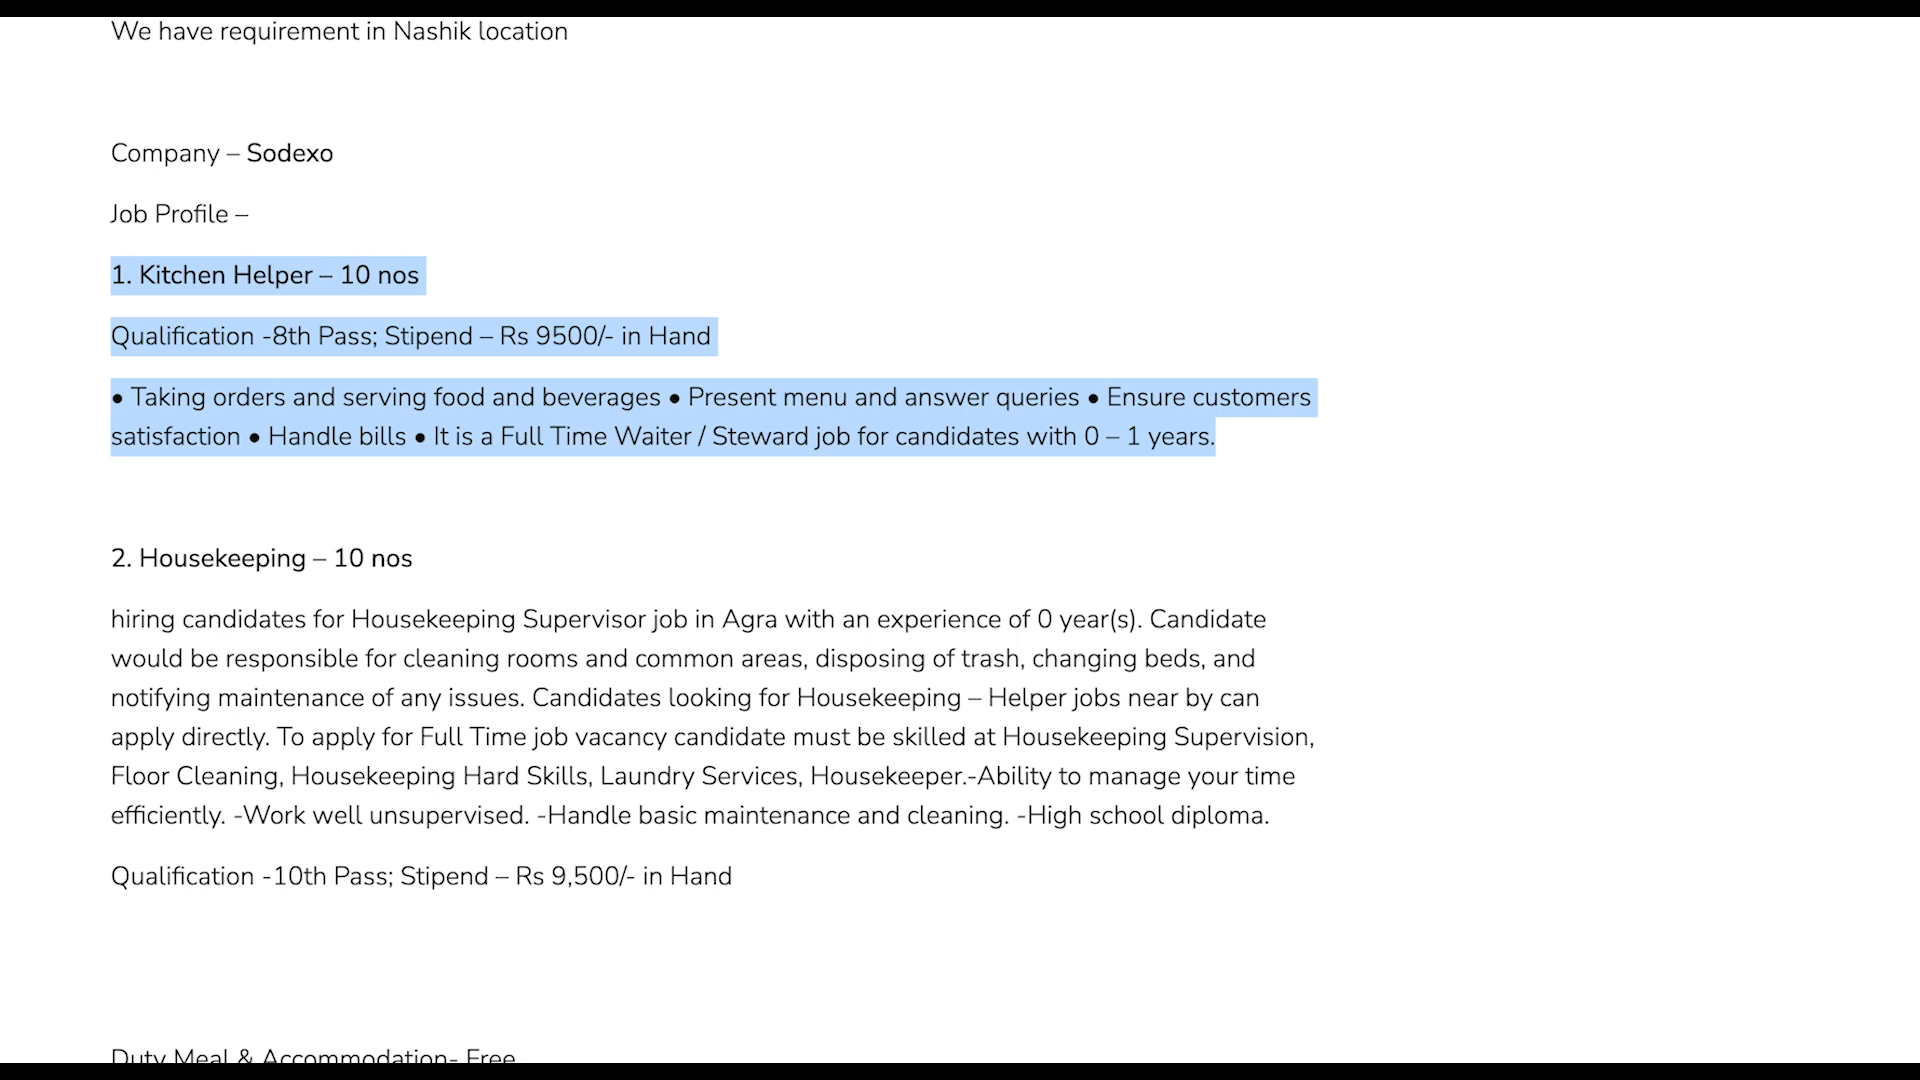 We have requirement in Nashik location
Company – Sodexo
Job Profile –
1. Kitchen Helper – 10 nos
Qualification -8th Pass; Stipend – Rs 9500/- in Hand
• Taking orders and serving food and beverages • Present menu and answer queries • Ensure customers
satisfaction • Handle bills • It is a Full Time Waiter / Steward job for candidates with 0 – 1 years.
2. Housekeeping – 10 nos
hiring candidates for Housekeeping Supervisor job in Agra with an experience of 0 year(s). Candidate
would be responsible for cleaning rooms and common areas, disposing of trash, changing beds, and
notifying maintenance of any issues. Candidates looking for Housekeeping – Helper jobs near by can
apply directly. To apply for Full Time job vacancy candidate must be skilled at Housekeeping Supervision,
Floor Cleaning, Housekeeping Hard Skills, Laundry Services, Housekeeper.-Ability to manage your time
efficiently. -Work well unsupervised. -Handle basic maintenance and cleaning. -High school diploma.
Qualification -10th Pass; Stipend – Rs 9,500/- in Hand
Duty Meal & Accommodation- Free